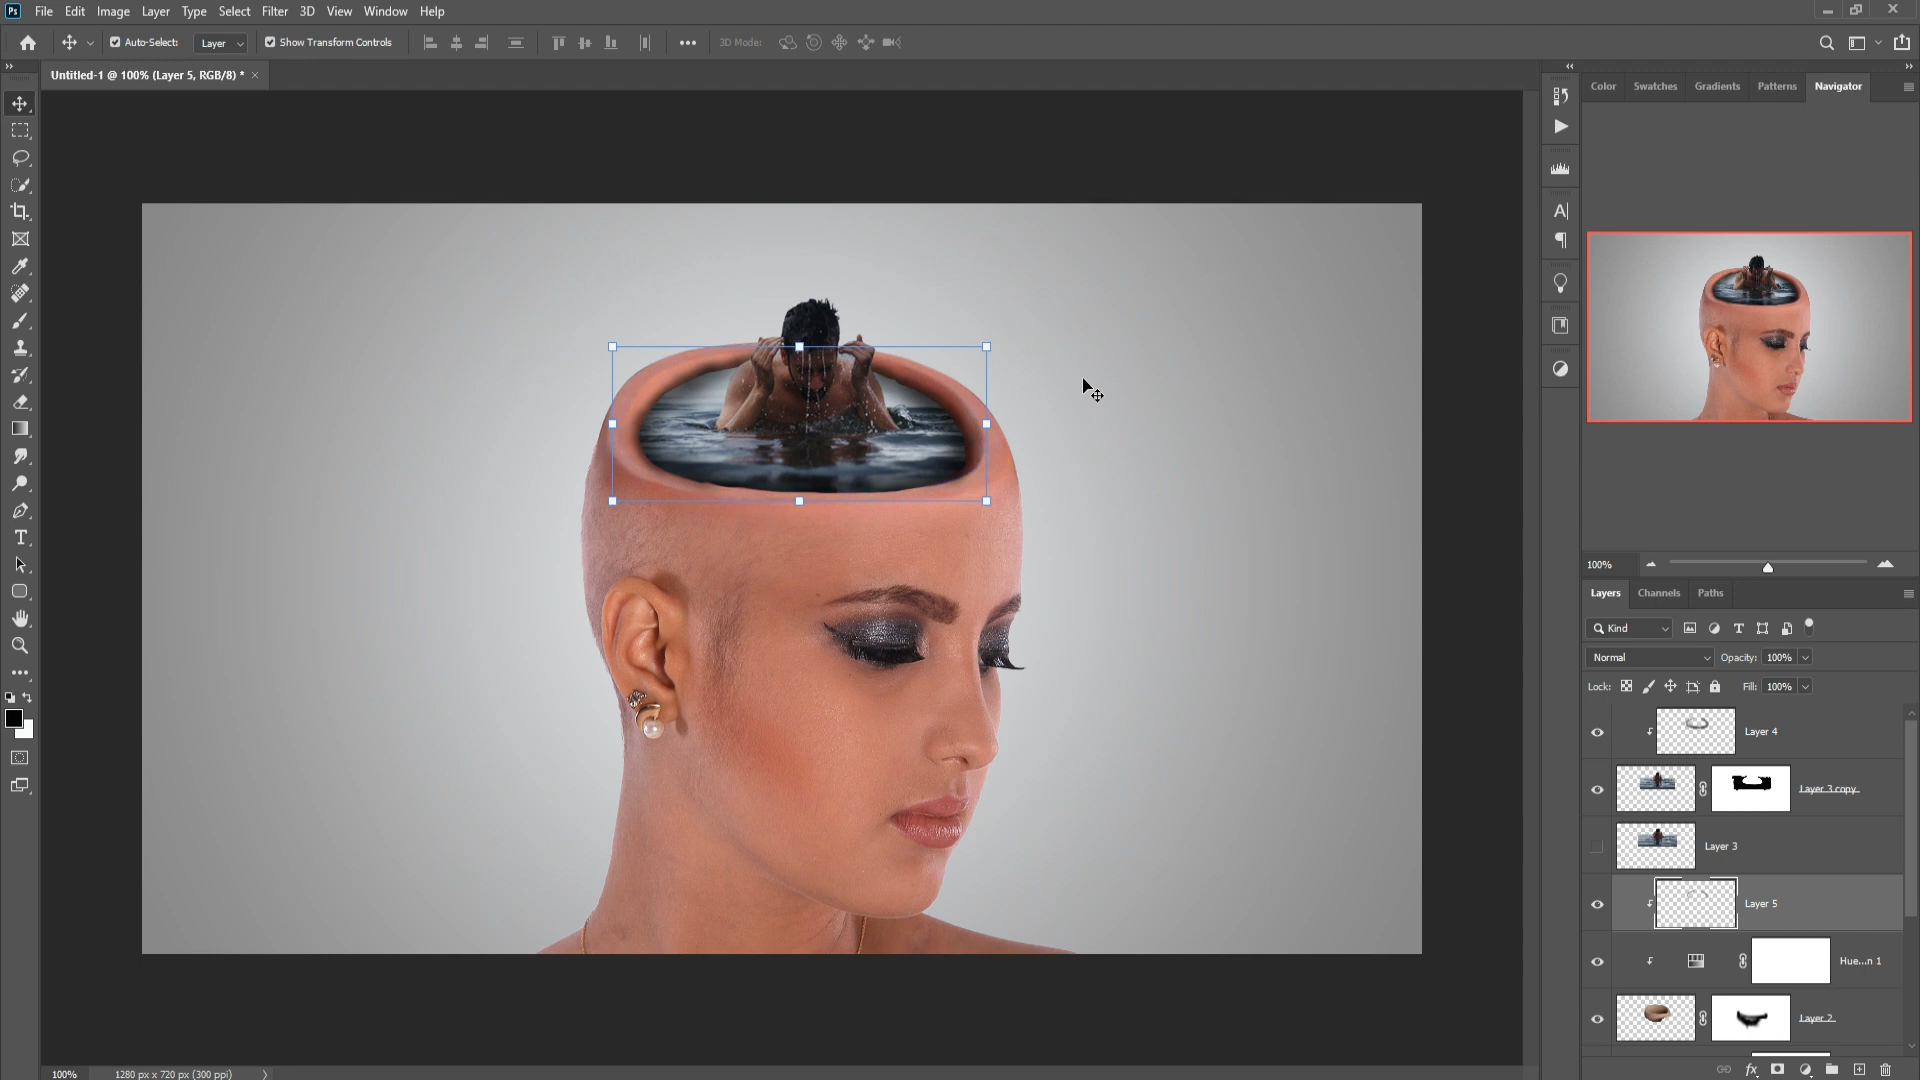 Ps File Edit Image Layer Type Select Filter 3D View Window Help
Auto-Select: Layer Show Transform Controls 3D Mode:
Untitled-1 @ 100% (Layer 5, RGB/8) *
Color Swatches Gradients Patterns Navigator
100%
Layers Channels Paths
Kind
Normal Opacity: 100%
Lock: Fill: 100%
Layer 4
Layer 3 copy
Layer 3
Layer 5
Hue...n 1
Layer 2
fx
100% 1280 px x 720 px (300 ppi)